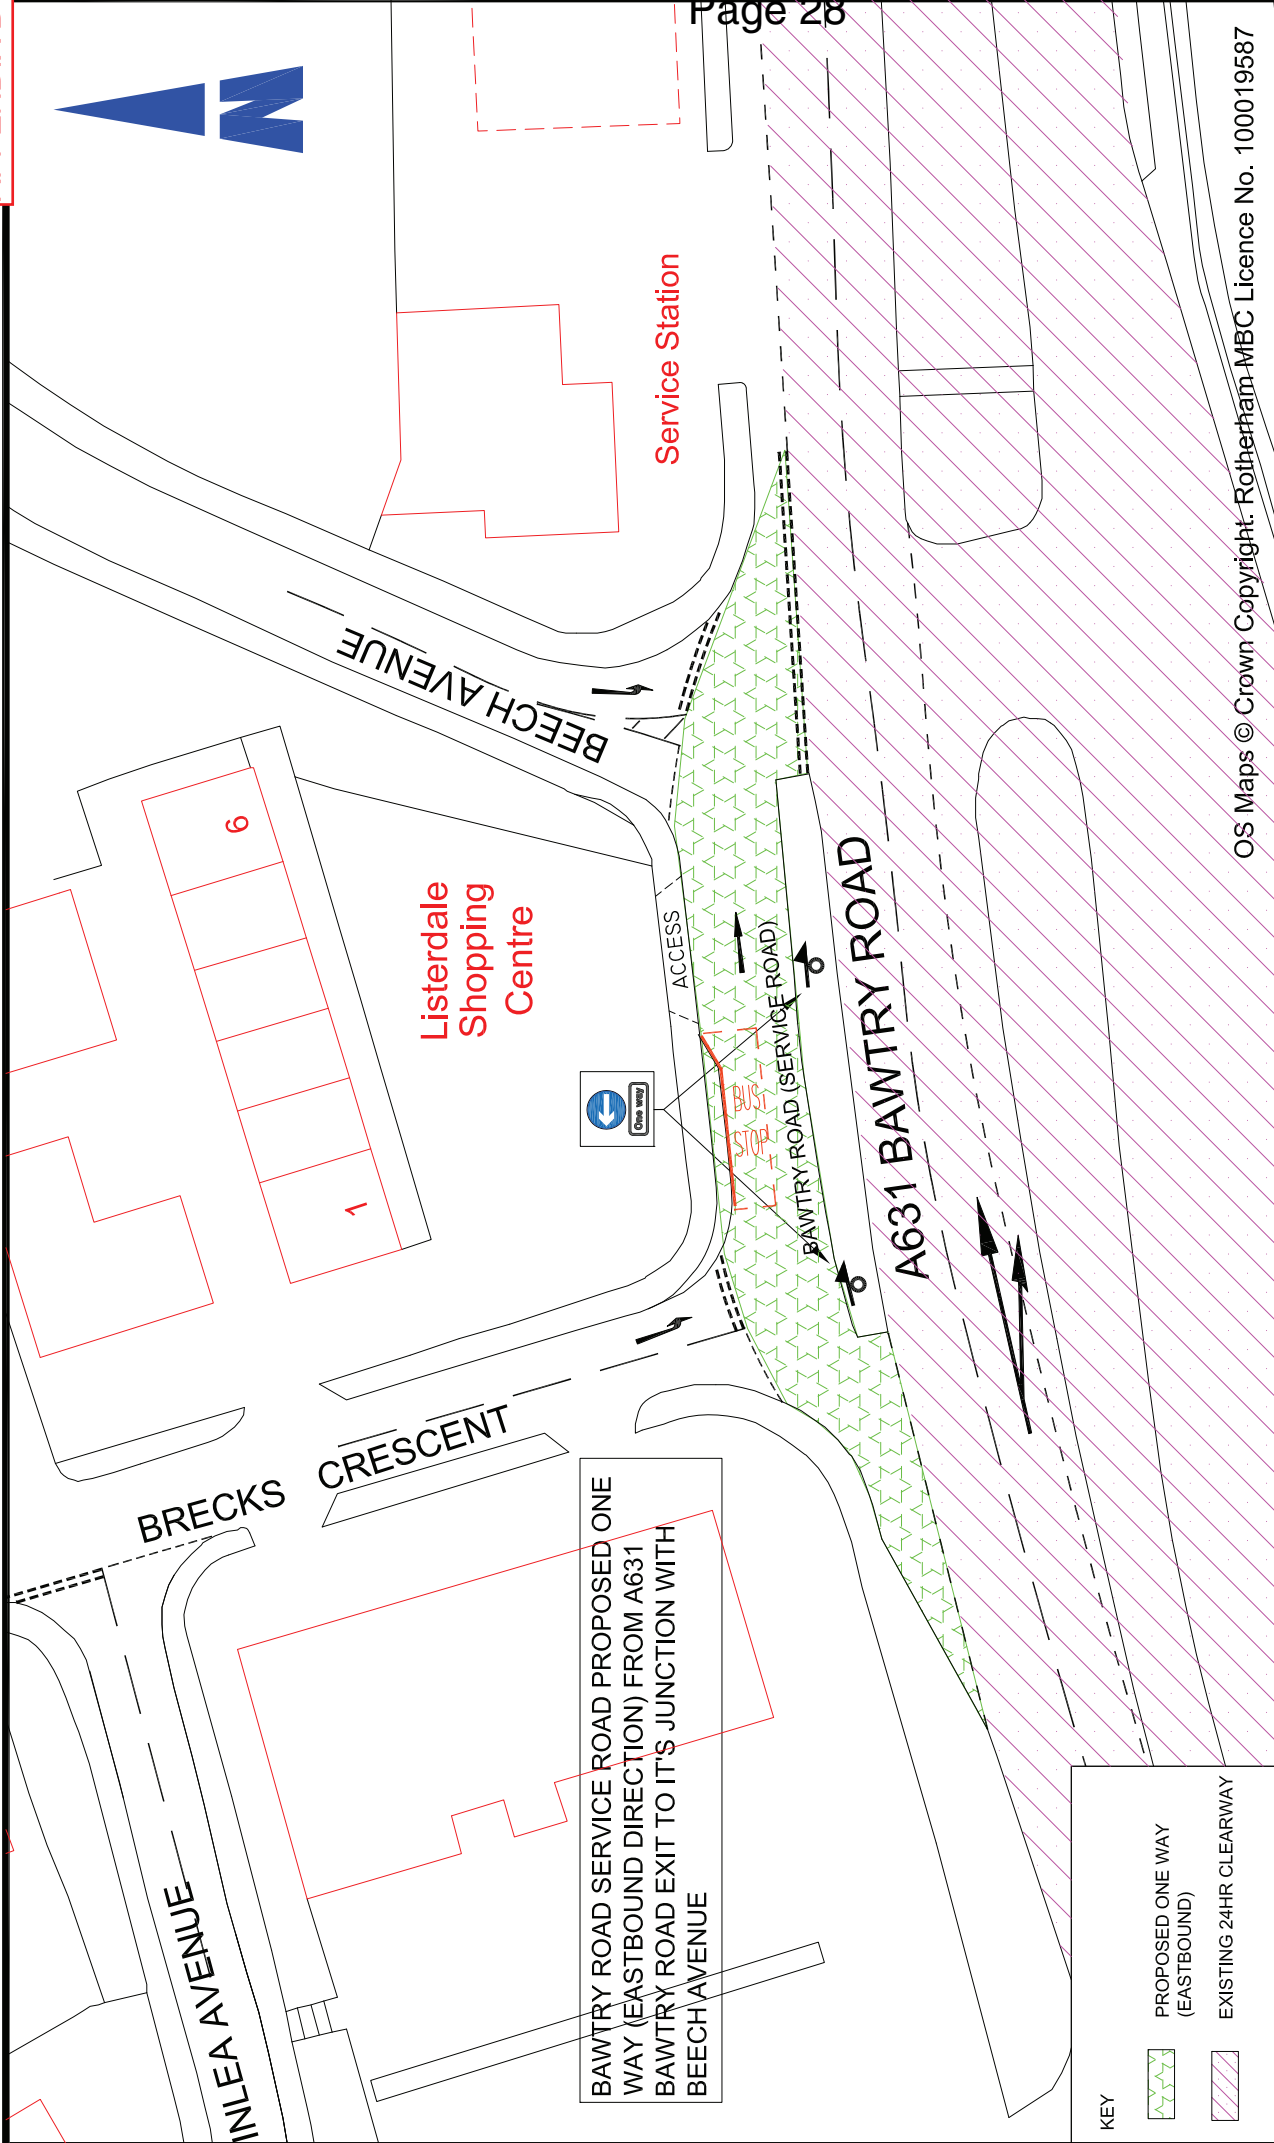 Page 28
Service Station
BEECH AVENUE
6
1
Listerdale
Shopping
Centre
ACCESS
One way
BUS
STOP
BAWTRY ROAD (SERVICE ROAD)
A631 BAWTRY ROAD
BRECKS CRESCENT
INLEA AVENUE
BAWTRY ROAD SERVICE ROAD PROPOSED ONE
WAY (EASTBOUND DIRECTION) FROM A631
BAWTRY ROAD EXIT TO IT'S JUNCTION WITH
BEECH AVENUE
KEY
PROPOSED ONE WAY
(EASTBOUND)
EXISTING 24HR CLEARWAY
OS Maps © Crown Copyright. Rotherham MBC Licence No. 100019587
N